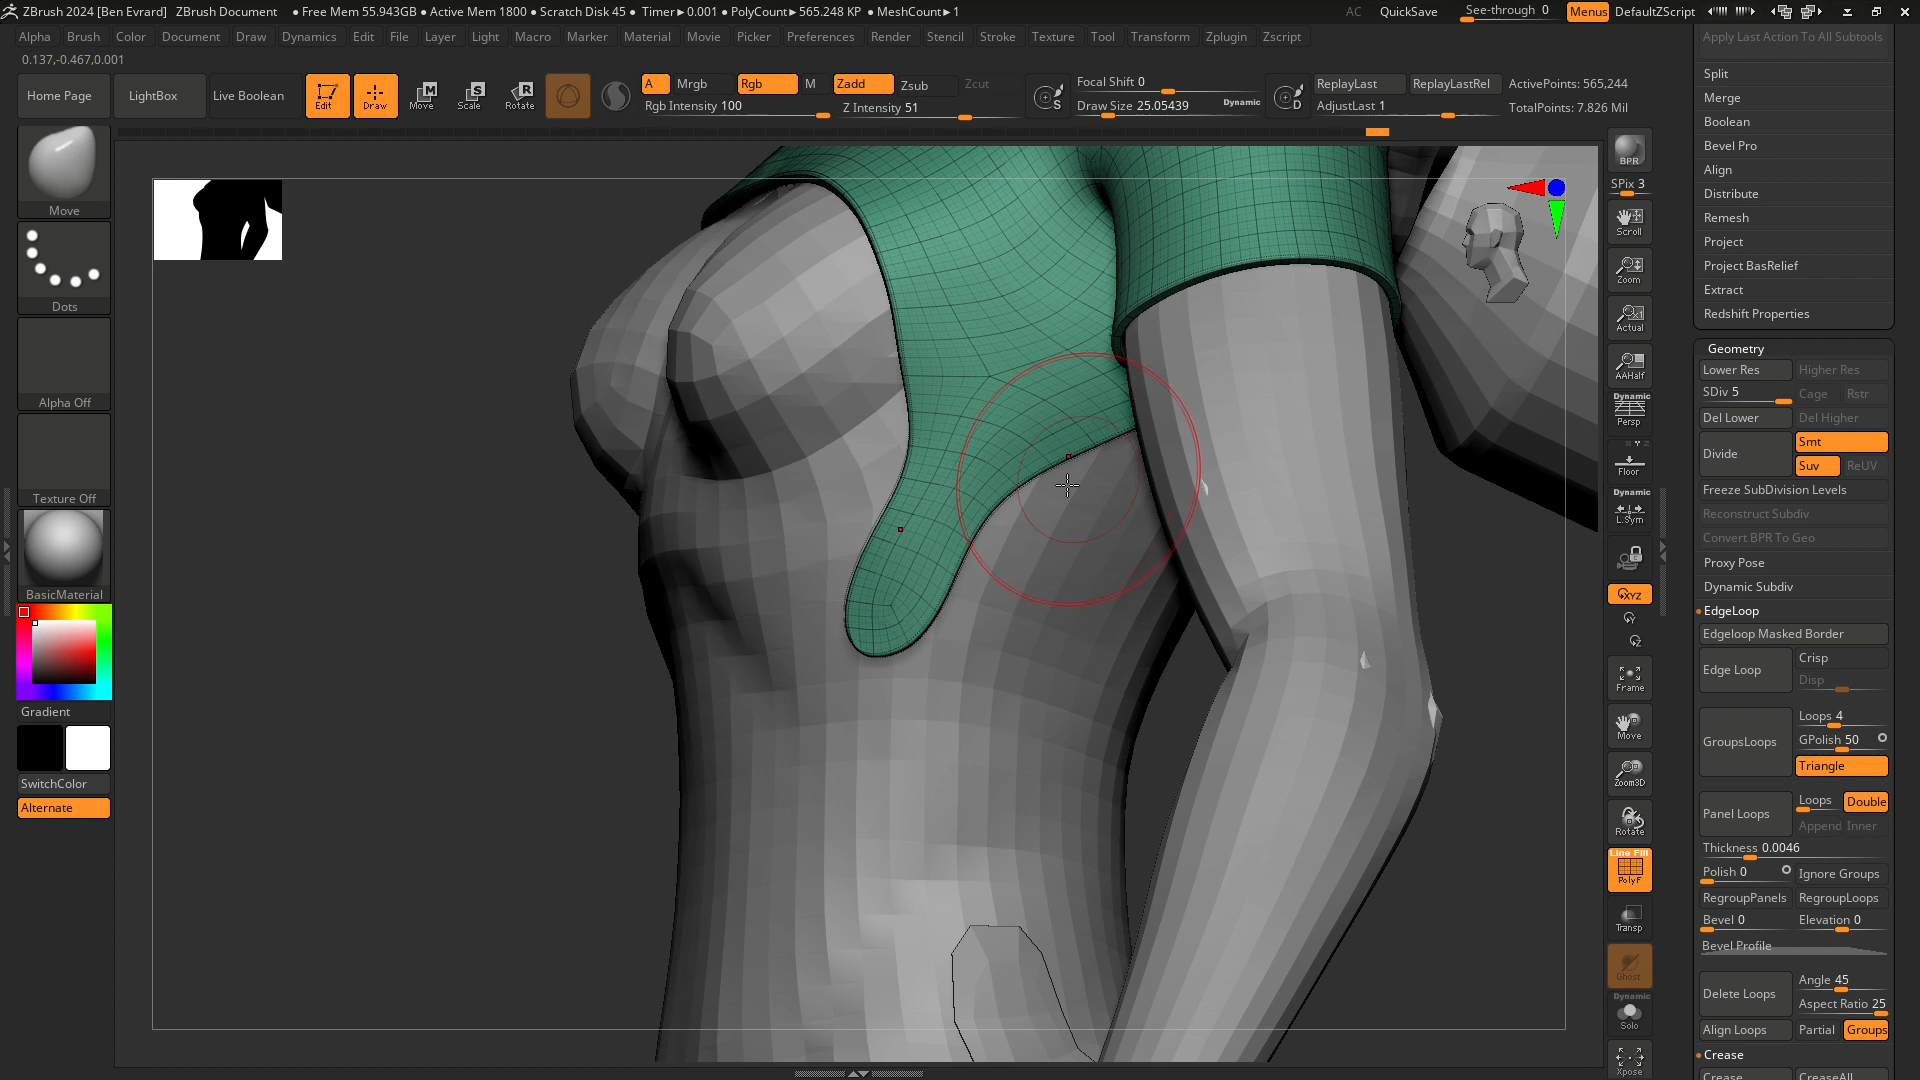 ZBrush 2024 [Ben Evrard] ZBrush Document ● Free Mem 55.943GB ● Active Mem 1800 ● Scratch Disk 45 ● Timer►0.001 ● PolyCount►565.248 KP ● MeshCount►1 AC QuickSave See-through 0 Menus DefaultZScript
Alpha Brush Color Document Draw Dynamics Edit File Layer Light Macro Marker Material Movie Picker Preferences Render Stencil Stroke Texture Tool Transform Zplugin Zscript
0.137,-0.467,0.001
Home Page LightBox Live Boolean Edit Draw Move Scale Rotate
A Mrgb Rgb M Zadd Zsub Zcut
Rgb Intensity 100 Z Intensity 51
Focal Shift 0
Draw Size 25.05439 Dynamic
ReplayLast ReplayLastRel ActivePoints: 565,244
AdjustLast 1 TotalPoints: 7.826 Mil
Move
Dots
Alpha Off
Texture Off
BasicMaterial
Gradient
SwitchColor
Alternate
BPR
SPix 3
Scroll
Zoom
Actual
AAHalf
Dynamic
Persp
Floor
Dynamic
L.Sym
XYZ
Y
Z
Frame
Move
Zoom3D
Rotate
Line Fill
PolyF
Transp
Ghost
Dynamic
Solo
Xpose
Apply Last Action To All Subtools
Split
Merge
Boolean
Bevel Pro
Align
Distribute
Remesh
Project
Project BasRelief
Extract
Redshift Properties
Geometry
Lower Res Higher Res
SDiv 5 Cage Rstr
Del Lower Del Higher
Divide Smt
Suv ReUV
Freeze SubDivision Levels
Reconstruct Subdiv
Convert BPR To Geo
Proxy Pose
Dynamic Subdiv
EdgeLoop
Edgeloop Masked Border
Edge Loop Crisp
Disp
GroupsLoops Loops 4
GPolish 50
Triangle
Panel Loops Loops Double
Append Inner
Thickness 0.0046
Polish 0 Ignore Groups
RegroupPanels RegroupLoops
Bevel 0 Elevation 0
Bevel Profile
Delete Loops Angle 45
Aspect Ratio 25
Align Loops Partial Groups
Crease
Crease CreaseAll